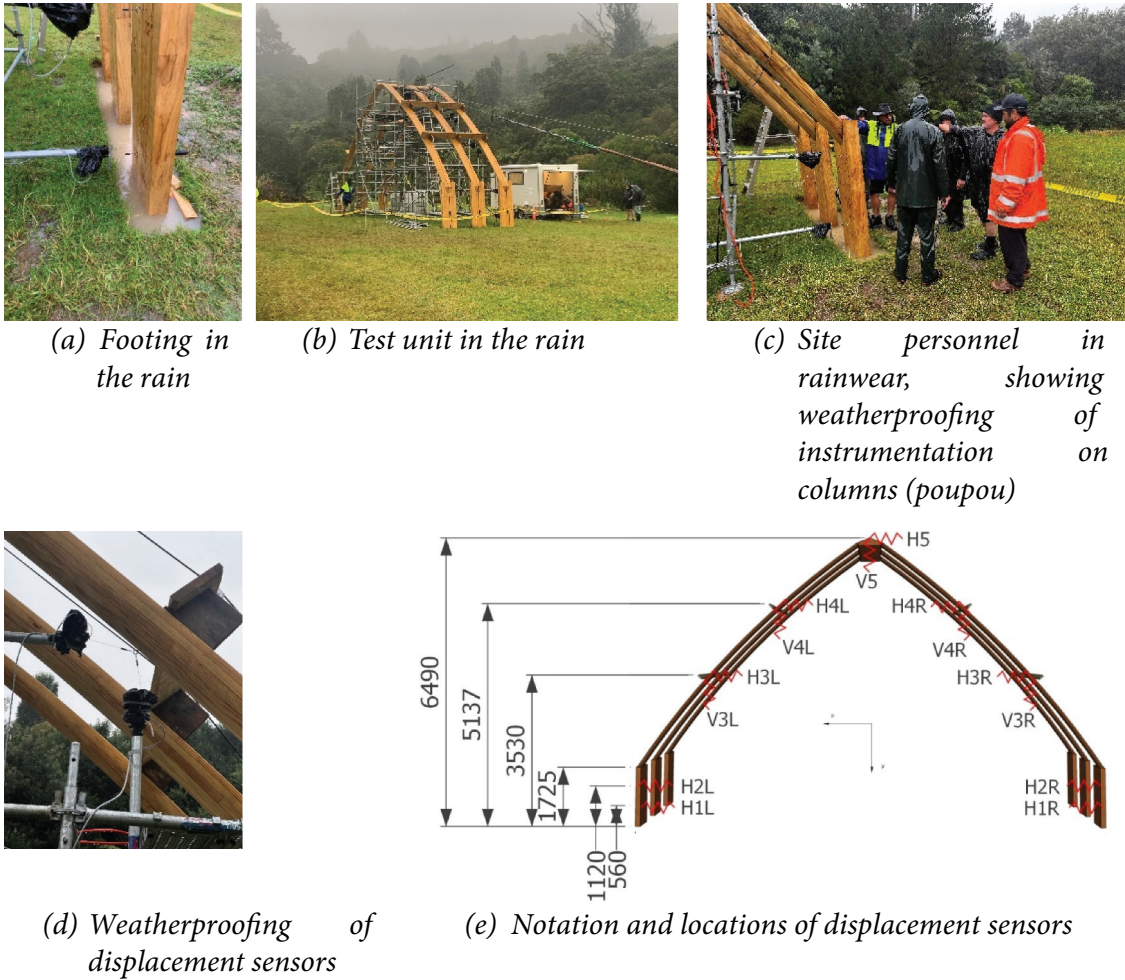 (a) Footing in
the rain
(b) Test unit in the rain
(c) Site personnel in
rainwear, showing
weatherproofing of
instrumentation on
columns (poupou)
H5
V5
H4L
H4R
V4L
V4R
H3L
H3R
V3L
V3R
6490
5137
3530
1725
1120
560
H2L
H1L
H2R
H1R
x
y
(d) Weatherproofing of
displacement sensors
(e) Notation and locations of displacement sensors